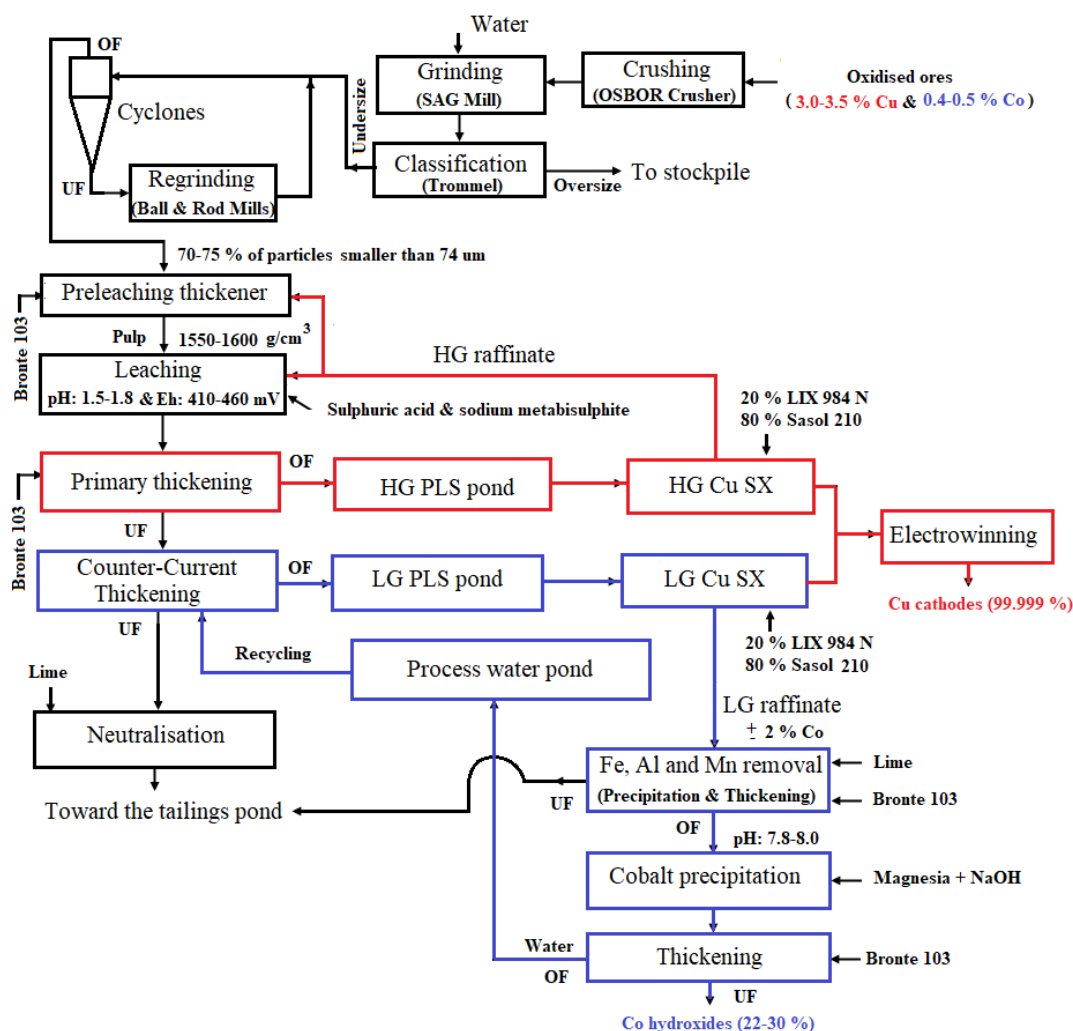 Water
OF
Grinding
(SAG Mill)
Crushing
(OSBOR Crusher)
Oxidised ores
( 3.0-3.5 % Cu & 0.4-0.5 % Co)
Cyclones
Undersize
Classification
(Trommel)
Oversize
To stockpile
UF
Regrinding
(Ball & Rod Mills)
70-75 % of particles smaller than 74 um
Preleaching thickener
Bronte 103
Pulp
1550-1600 g/cm3
HG raffinate
Leaching
pH: 1.5-1.8 & Eh: 410-460 mV
Sulphuric acid & sodium metabisulphite
20 % LIX 984 N
80 % Sasol 210
Primary thickening
OF
HG PLS pond
HG Cu SX
Bronte 103
UF
Electrowinning
Counter-Current
Thickening
OF
LG PLS pond
LG Cu SX
Cu cathodes (99.999 %)
UF
20 % LIX 984 N
80 % Sasol 210
Recycling
Process water pond
Lime
LG raffinate
± 2 % Co
Neutralisation
Fe, Al and Mn removal
(Precipitation & Thickening)
Lime
Bronte 103
UF
Toward the tailings pond
OF
pH: 7.8-8.0
Cobalt precipitation
Magnesia + NaOH
Water
OF
Thickening
Bronte 103
UF
Co hydroxides (22-30 %)